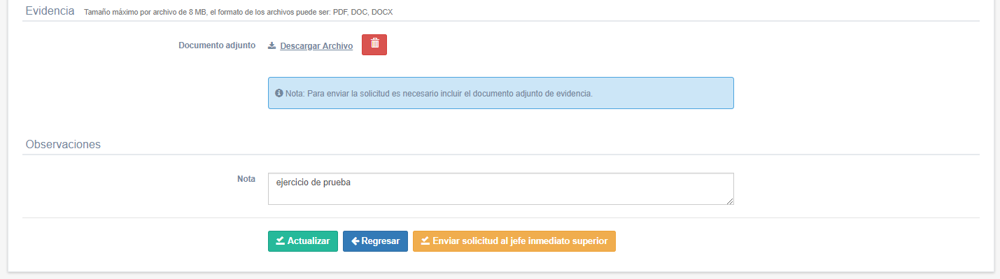 Evidencia Tamaño máximo por archivo de 8 MB, el formato de los archivos puede ser: PDF, DOC, DOCX
Documento adjunto Descargar Archivo
Nota: Para enviar la solicitud es necesario incluir el documento adjunto de evidencia.
Observaciones
Nota ejercicio de prueba
Actualizar Regresar Enviar solicitud al jefe inmediato superior